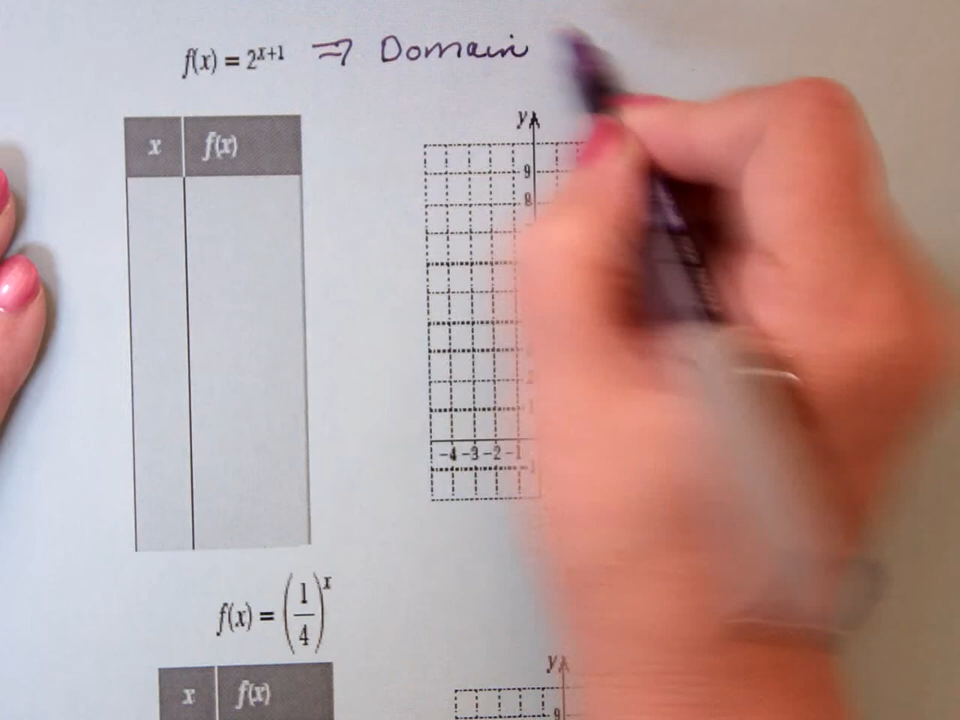 f(x) = 2^{x+1} ⇒ Domain
x f(x)
y
9
8
-4 -3 -2 -1
f(x) = (1/4)^x
x f(x)
y
9